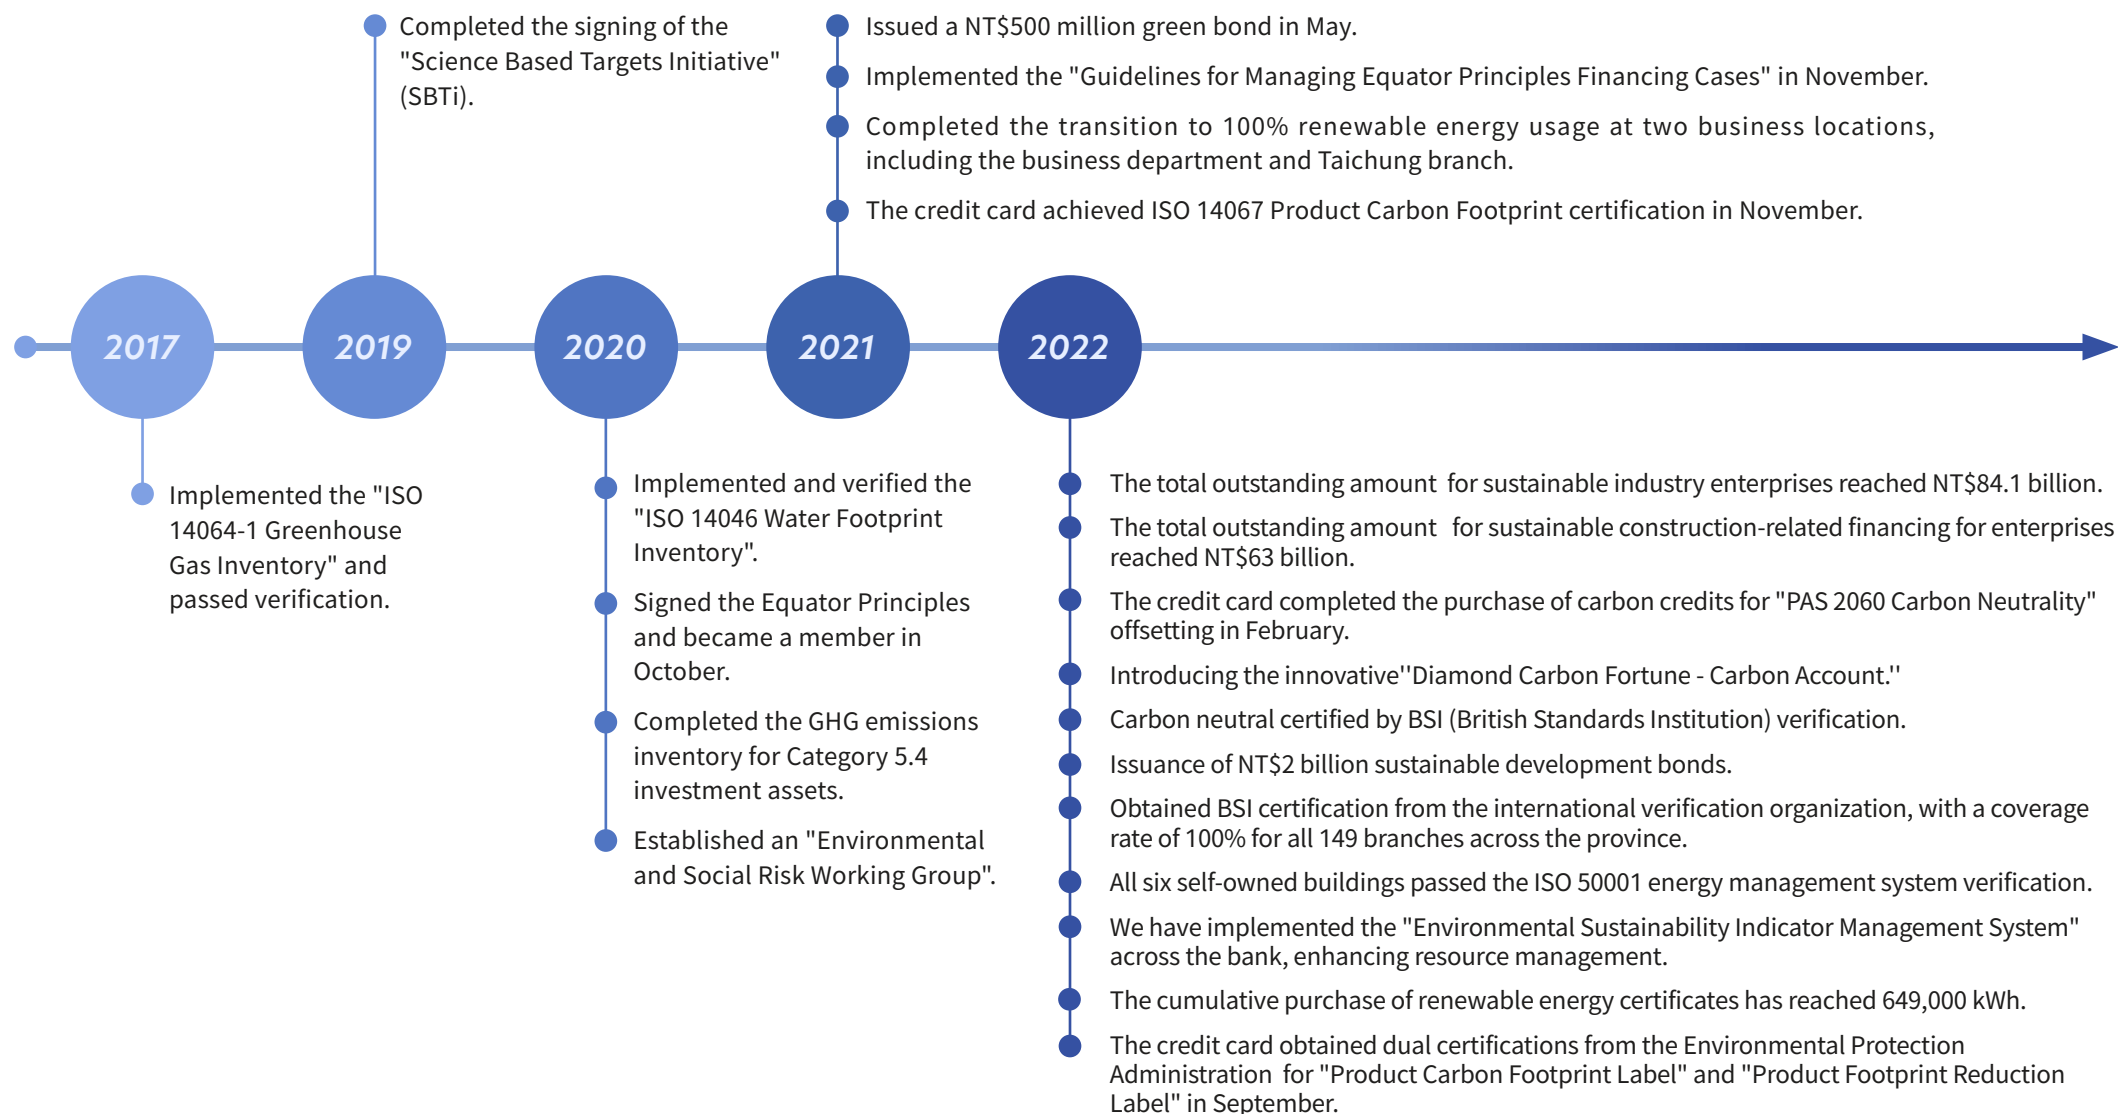 Completed the signing of the
"Science Based Targets Initiative"
(SBTi).
Issued a NT$500 million green bond in May.
Implemented the "Guidelines for Managing Equator Principles Financing Cases" in November.
Completed the transition to 100% renewable energy usage at two business locations,
including the business department and Taichung branch.
The credit card achieved ISO 14067 Product Carbon Footprint certification in November.
2017
2019
2020
2021
2022
Implemented the "ISO
14064-1 Greenhouse
Gas Inventory" and
passed verification.
Implemented and verified the
"ISO 14046 Water Footprint
Inventory".
Signed the Equator Principles
and became a member in
October.
Completed the GHG emissions
inventory for Category 5.4
investment assets.
Established an "Environmental
and Social Risk Working Group".
The total outstanding amount for sustainable industry enterprises reached NT$84.1 billion.
The total outstanding amount for sustainable construction-related financing for enterprises
reached NT$63 billion.
The credit card completed the purchase of carbon credits for "PAS 2060 Carbon Neutrality"
offsetting in February.
Introducing the innovative''Diamond Carbon Fortune - Carbon Account.''
Carbon neutral certified by BSI (British Standards Institution) verification.
Issuance of NT$2 billion sustainable development bonds.
Obtained BSI certification from the international verification organization, with a coverage
rate of 100% for all 149 branches across the province.
All six self-owned buildings passed the ISO 50001 energy management system verification.
We have implemented the "Environmental Sustainability Indicator Management System"
across the bank, enhancing resource management.
The cumulative purchase of renewable energy certificates has reached 649,000 kWh.
The credit card obtained dual certifications from the Environmental Protection
Administration for "Product Carbon Footprint Label" and "Product Footprint Reduction
Label" in September.